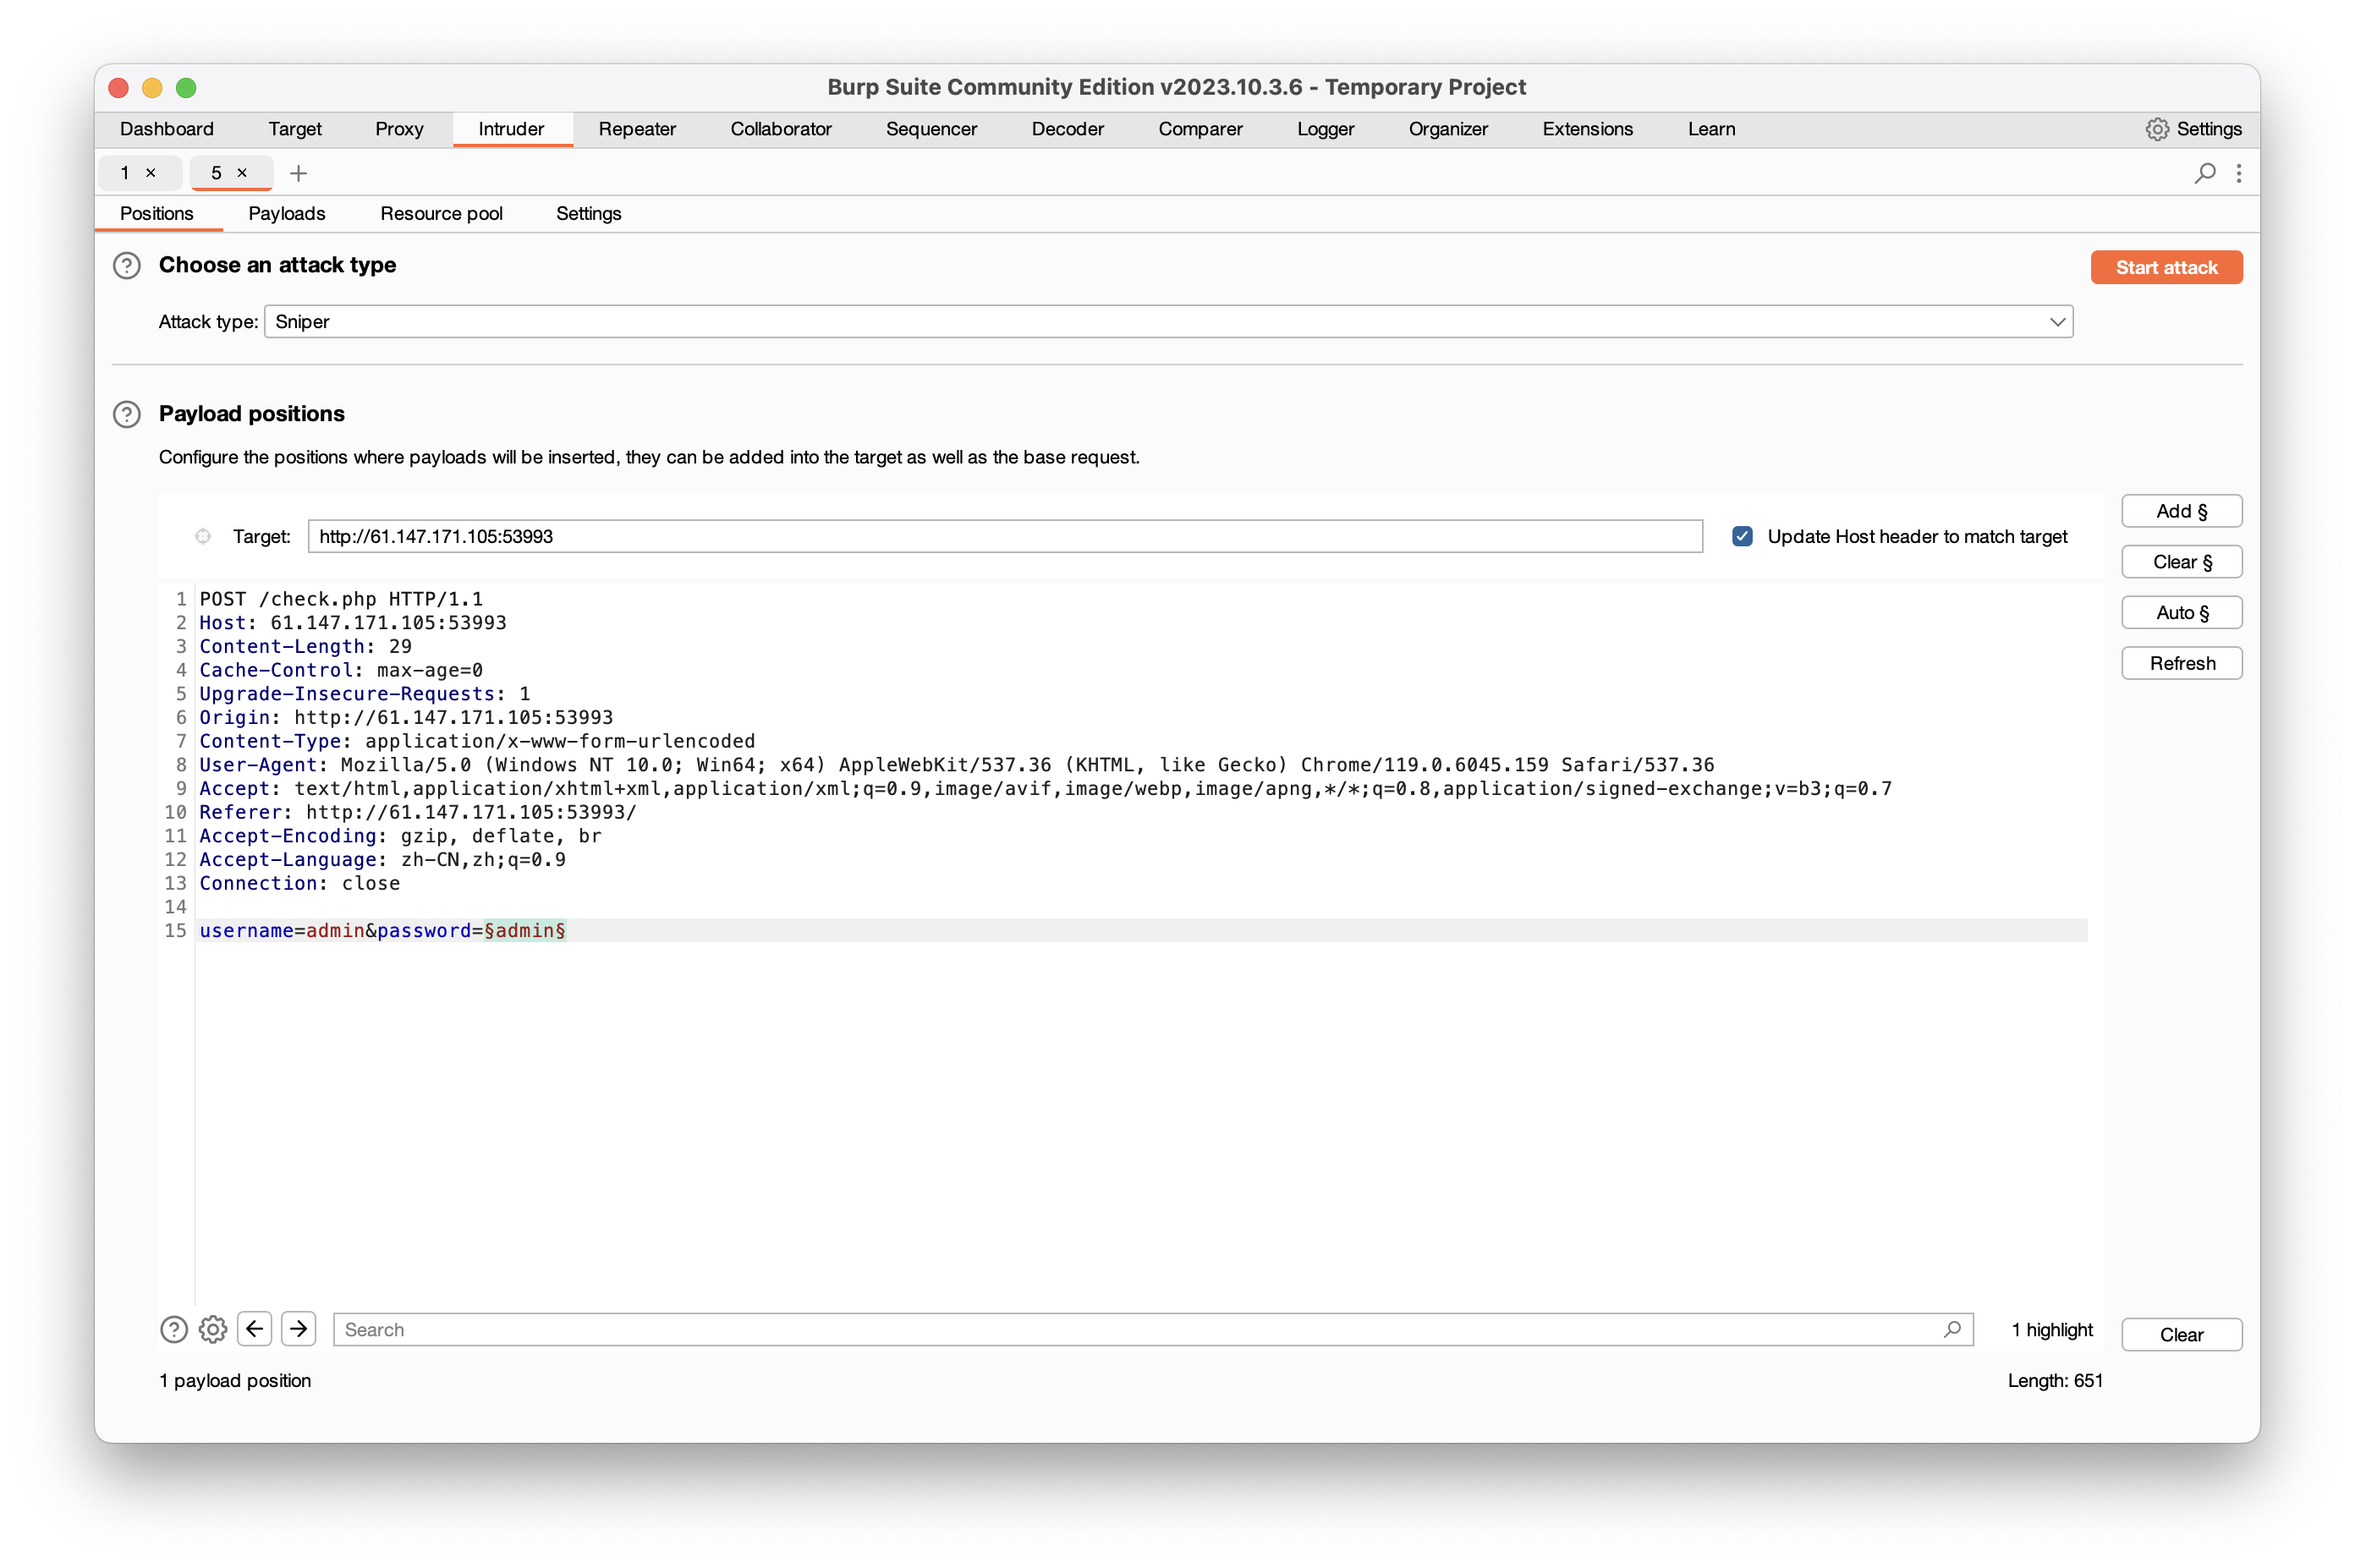 Burp Suite Community Edition v2023.10.3.6 - Temporary Project
Dashboard Target Proxy Intruder Repeater Collaborator Sequencer Decoder Comparer Logger Organizer Extensions Learn Settings
1 × 5 × +
Positions Payloads Resource pool Settings
? Choose an attack type Start attack
Attack type: Sniper
? Payload positions
Configure the positions where payloads will be inserted, they can be added into the target as well as the base request.
Add §
Target: http://61.147.171.105:53993 Update Host header to match target
Clear §
Auto §
Refresh
1 POST /check.php HTTP/1.1
2 Host: 61.147.171.105:53993
3 Content-Length: 29
4 Cache-Control: max-age=0
5 Upgrade-Insecure-Requests: 1
6 Origin: http://61.147.171.105:53993
7 Content-Type: application/x-www-form-urlencoded
8 User-Agent: Mozilla/5.0 (Windows NT 10.0; Win64; x64) AppleWebKit/537.36 (KHTML, like Gecko) Chrome/119.0.6045.159 Safari/537.36
9 Accept: text/html,application/xhtml+xml,application/xml;q=0.9,image/avif,image/webp,image/apng,*/*;q=0.8,application/signed-exchange;v=b3;q=0.7
10 Referer: http://61.147.171.105:53993/
11 Accept-Encoding: gzip, deflate, br
12 Accept-Language: zh-CN,zh;q=0.9
13 Connection: close
14
15 username=admin&password=§admin§
? Search 1 highlight Clear
1 payload position Length: 651